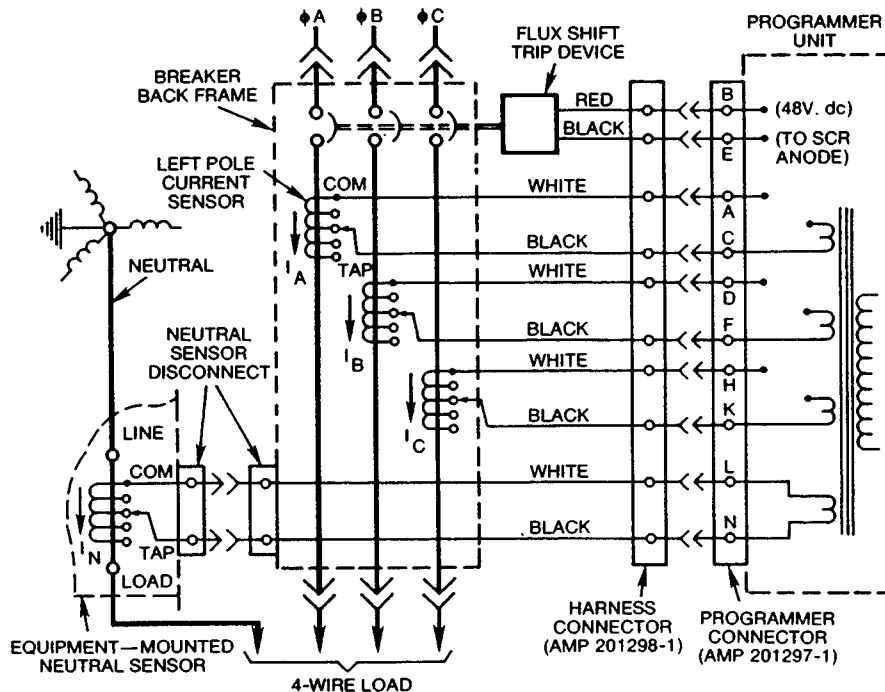 ϕA
ϕB
ϕC
FLUX SHIFT
TRIP DEVICE
PROGRAMMER
UNIT
BREAKER
BACK FRAME
RED
B
(48V. dc)
BLACK
E
(TO SCR
ANODE)
LEFT POLE
CURRENT
SENSOR
COM
WHITE
A
I A
TAP
BLACK
C
WHITE
D
NEUTRAL
I B
BLACK
F
NEUTRAL
SENSOR
DISCONNECT
WHITE
H
I C
BLACK
K
LINE
COM
WHITE
L
I N
TAP
BLACK
N
LOAD
EQUIPMENT—MOUNTED
NEUTRAL SENSOR
4-WIRE LOAD
HARNESS
CONNECTOR
(AMP 201298-1)
PROGRAMMER
CONNECTOR
(AMP 201297-1)